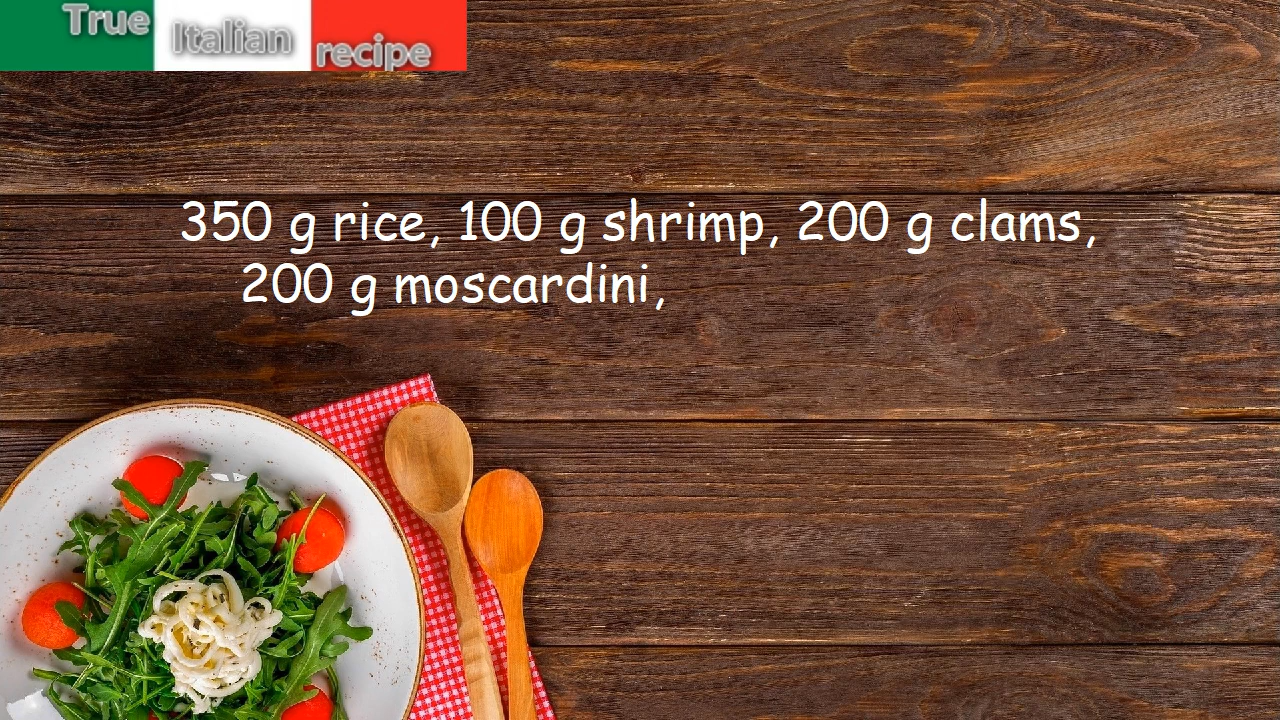 True Italian recipe
350 g rice, 100 g shrimp, 200 g clams,
200 g moscardini,